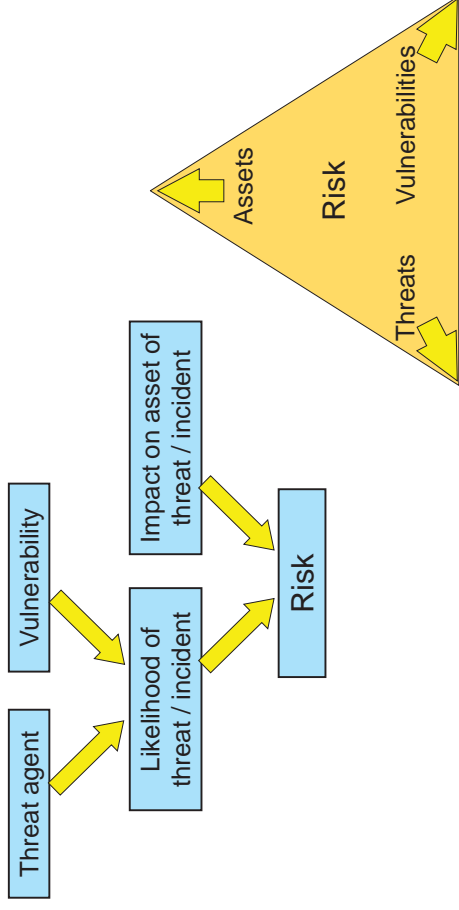 Threat agent
Vulnerability
Likelihood of
threat / incident
Impact on asset of
threat / incident
Risk
Assets
Risk
Threats
Vulnerabilities